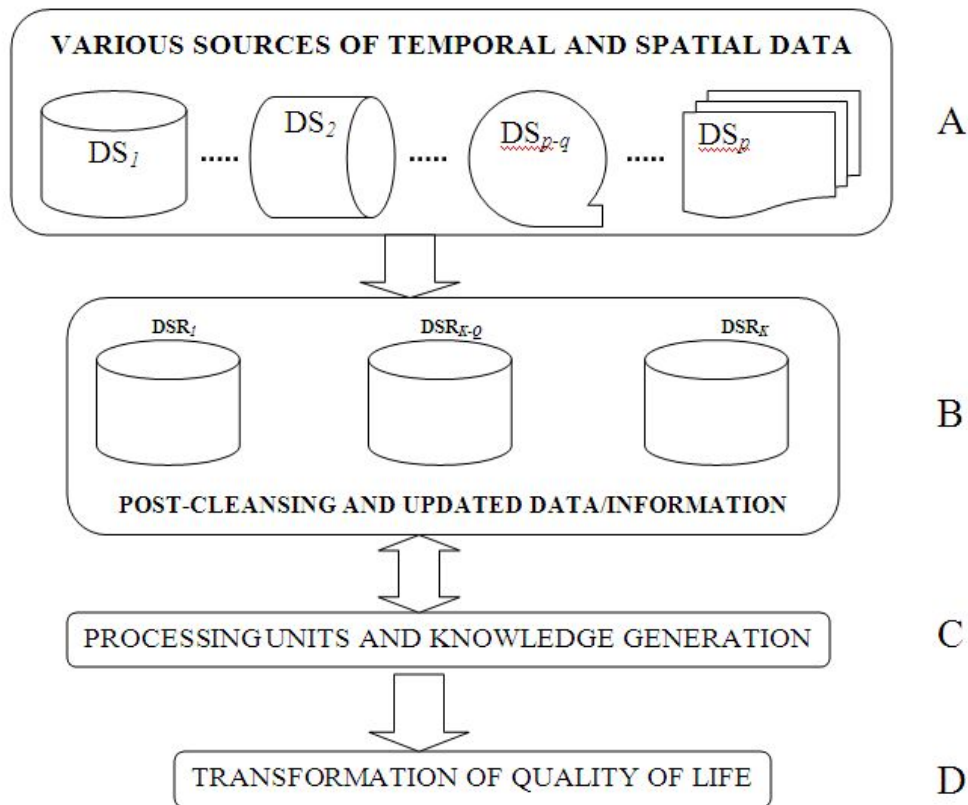 VARIOUS SOURCES OF TEMPORAL AND SPATIAL DATA
DS1 ..... DS2 ..... DSp-q ..... DSp
A
DSR1 DSRK-Q DSRK
B
POST-CLEANSING AND UPDATED DATA/INFORMATION
PROCESSING UNITS AND KNOWLEDGE GENERATION
C
TRANSFORMATION OF QUALITY OF LIFE
D